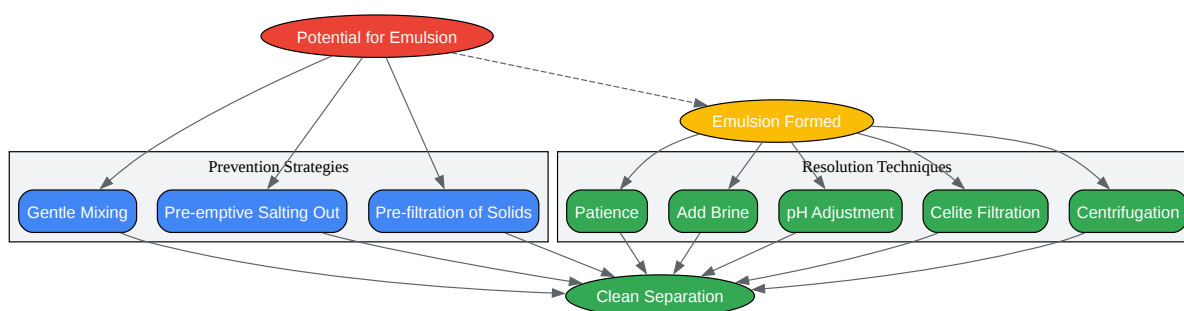 Potential for Emulsion
Emulsion Formed
Prevention Strategies
Resolution Techniques
Gentle Mixing
Pre-emptive Salting Out
Pre-filtration of Solids
Patience
Add Brine
pH Adjustment
Celite Filtration
Centrifugation
Clean Separation